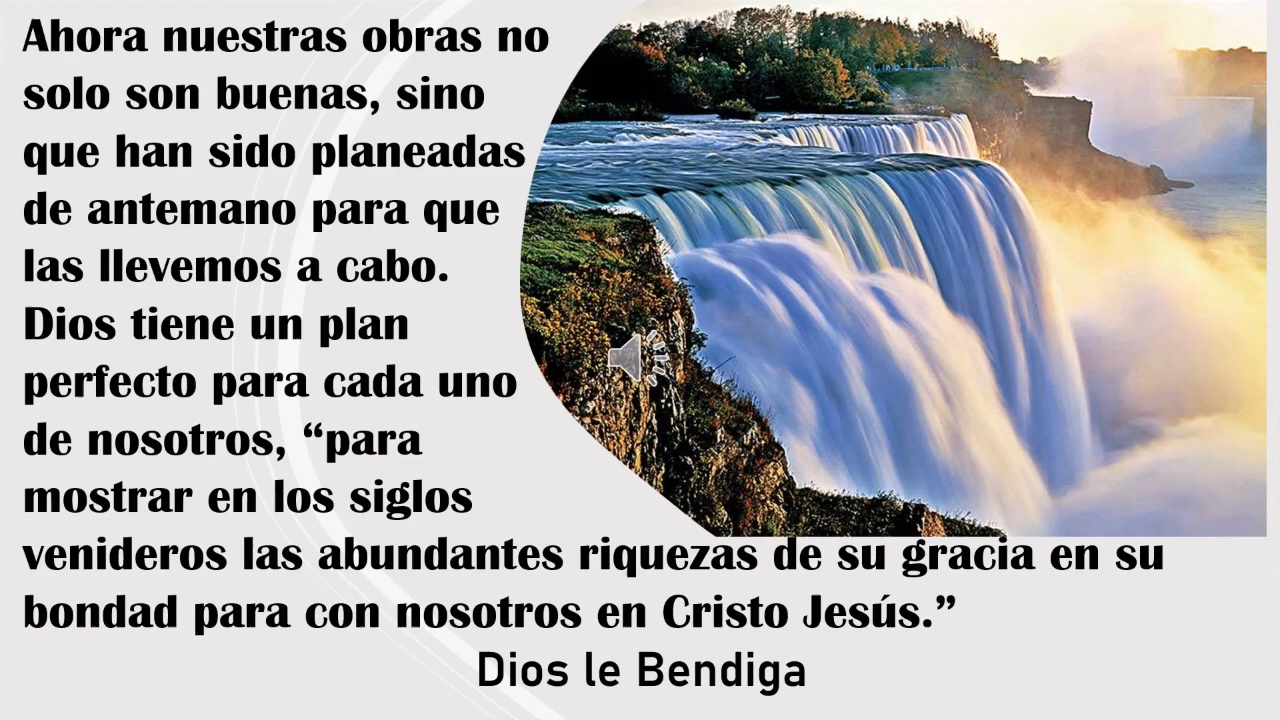 Ahora nuestras obras no
solo son buenas, sino
que han sido planeadas
de antemano para que
las llevemos a cabo.
Dios tiene un plan
perfecto para cada uno
de nosotros, “para
mostrar en los siglos
venideros las abundantes riquezas de su gracia en su
bondad para con nosotros en Cristo Jesús.”
Dios le Bendiga